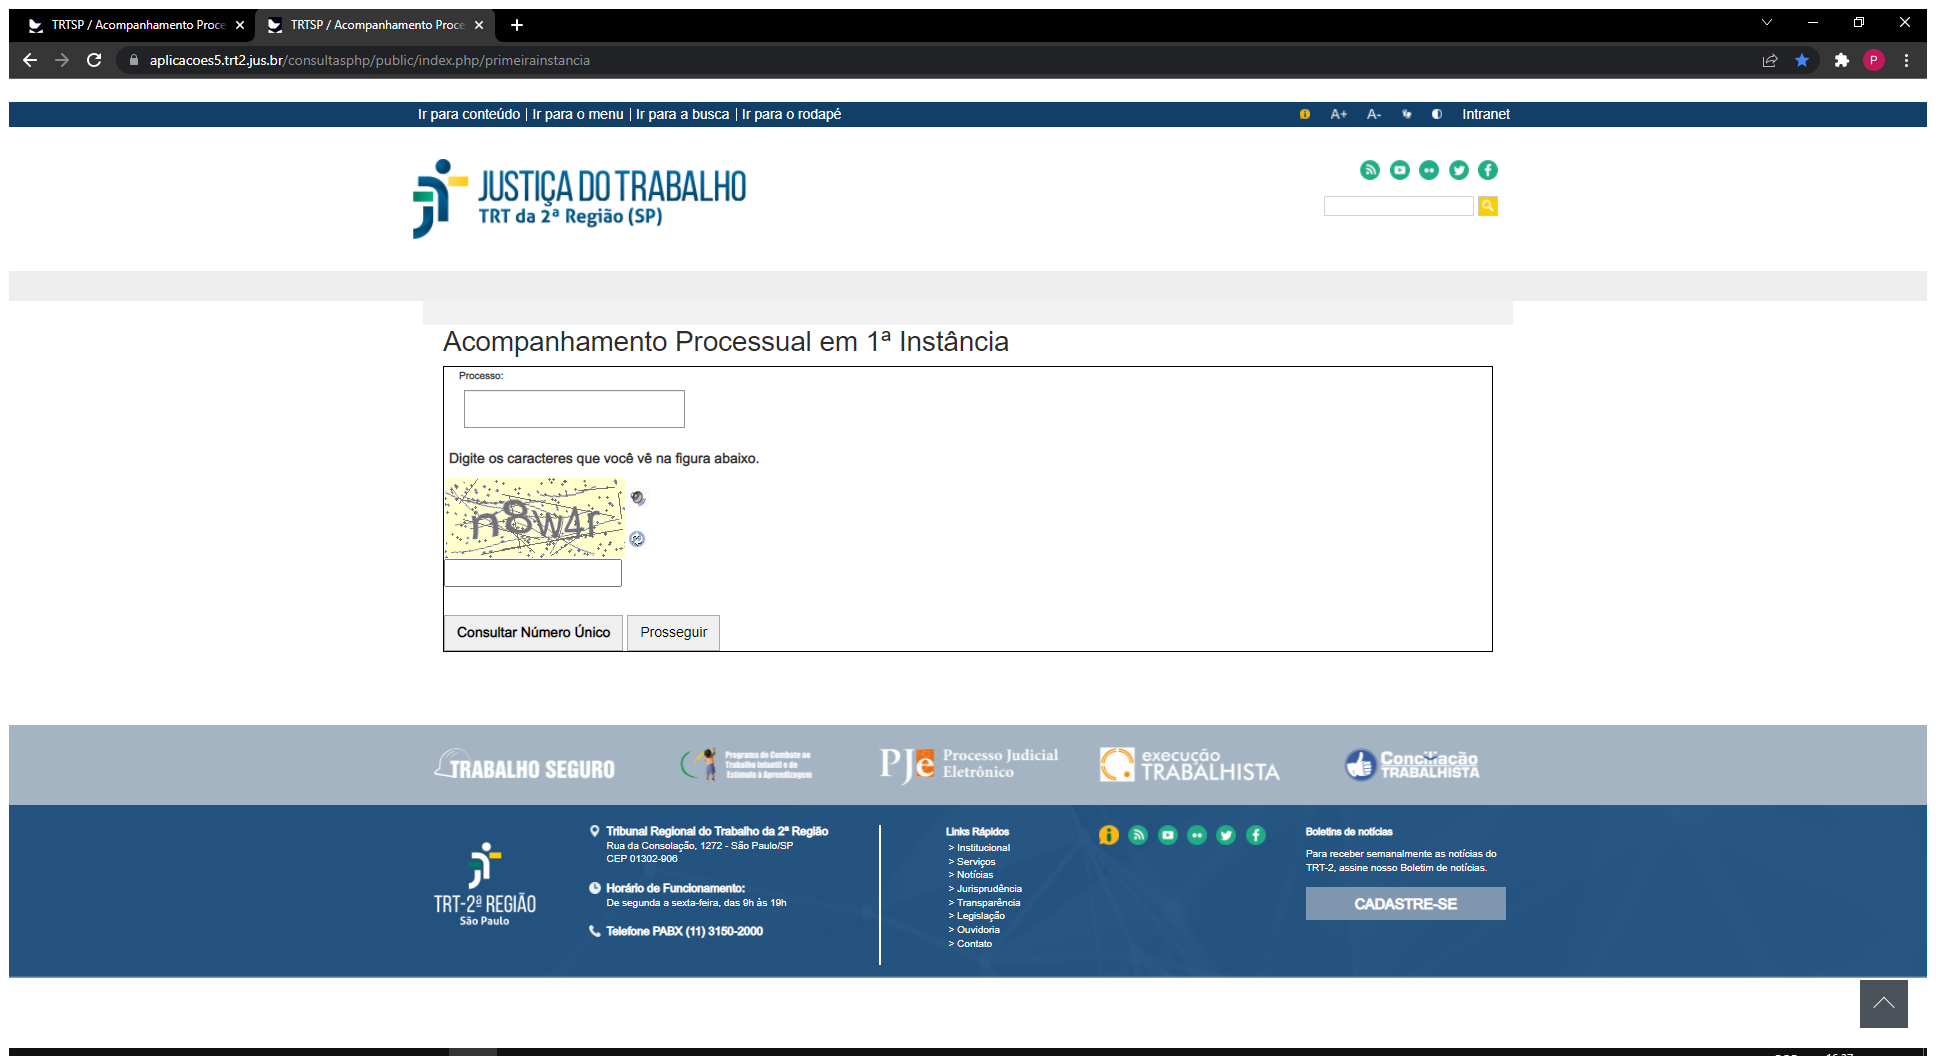 TRTSP / Acompanhamento Proce
TRTSP / Acompanhamento Proce
aplicacoes5.trt2.jus.br/consultasphp/public/index.php/primeirainstancia
P
Ir para conteúdo | Ir para o menu | Ir para a busca | Ir para o rodapé
A+ A- Intranet
JUSTIÇA DO TRABALHO
TRT da 2ª Região (SP)
Acompanhamento Processual em 1ª Instância
Processo:
Digite os caracteres que você vê na figura abaixo.
n8w4r
Consultar Número Único Prosseguir
TRABALHO SEGURO
Programa de Combate ao
Trabalho Infantil e de
Estímulo à Aprendizagem
PJe Processo Judicial
Eletrônico
execução
TRABALHISTA
Conciliação
TRABALHISTA
TRT-2ª REGIÃO
São Paulo
Tribunal Regional do Trabalho da 2ª Região
Rua da Consolação, 1272 - São Paulo/SP
CEP 01302-906
Horário de Funcionamento:
De segunda a sexta-feira, das 9h às 19h
Telefone PABX (11) 3150-2000
Links Rápidos
> Institucional
> Serviços
> Notícias
> Jurisprudência
> Transparência
> Legislação
> Ouvidoria
> Contato
Boletins de notícias
Para receber semanalmente as notícias do
TRT-2, assine nosso Boletim de notícias.
CADASTRE-SE